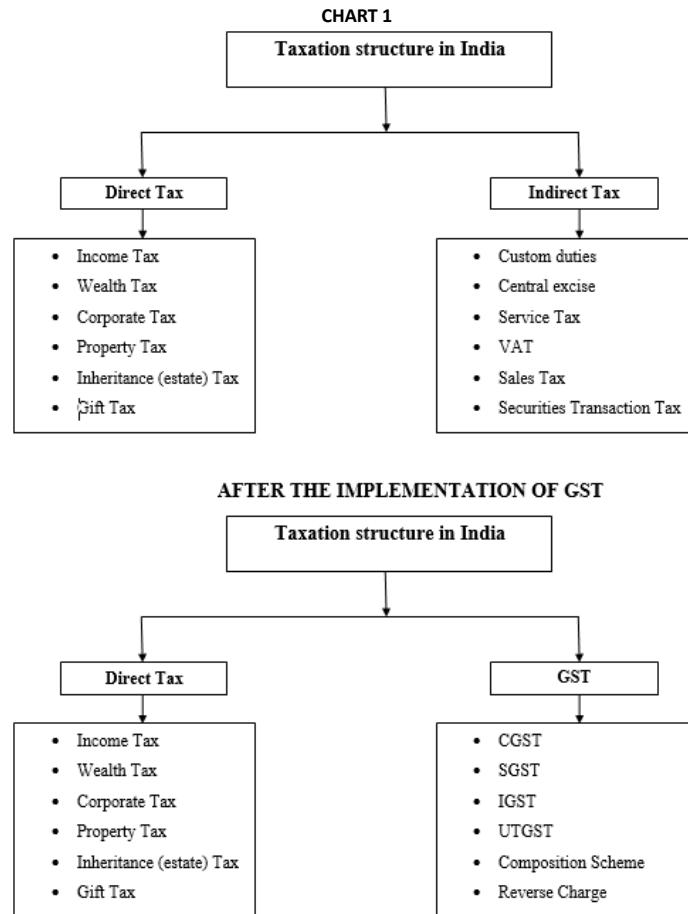 CHART 1
Taxation structure in India
Direct Tax
Indirect Tax
• Income Tax
• Wealth Tax
• Corporate Tax
• Property Tax
• Inheritance (estate) Tax
• Gift Tax
• Custom duties
• Central excise
• Service Tax
• VAT
• Sales Tax
• Securities Transaction Tax
AFTER THE IMPLEMENTATION OF GST
Taxation structure in India
Direct Tax
GST
• Income Tax
• Wealth Tax
• Corporate Tax
• Property Tax
• Inheritance (estate) Tax
• Gift Tax
• CGST
• SGST
• IGST
• UTGST
• Composition Scheme
• Reverse Charge